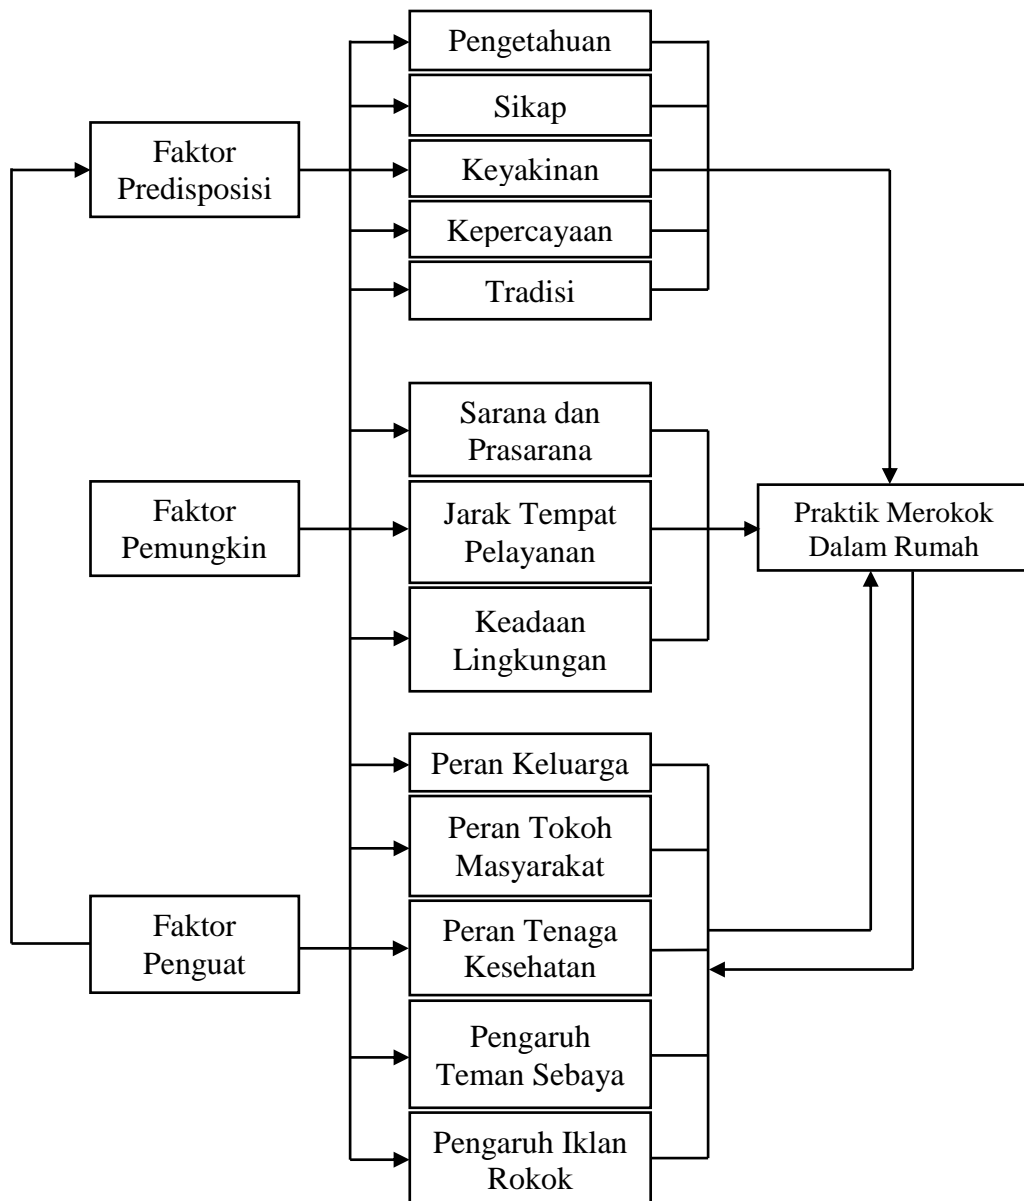 Pengetahuan
Sikap
Faktor
Predisposisi
Keyakinan
Kepercayaan
Tradisi
Sarana dan
Prasarana
Faktor
Pemungkin
Jarak Tempat
Pelayanan
Praktik Merokok
Dalam Rumah
Keadaan
Lingkungan
Peran Keluarga
Peran Tokoh
Masyarakat
Faktor
Penguat
Peran Tenaga
Kesehatan
Pengaruh
Teman Sebaya
Pengaruh Iklan
Rokok